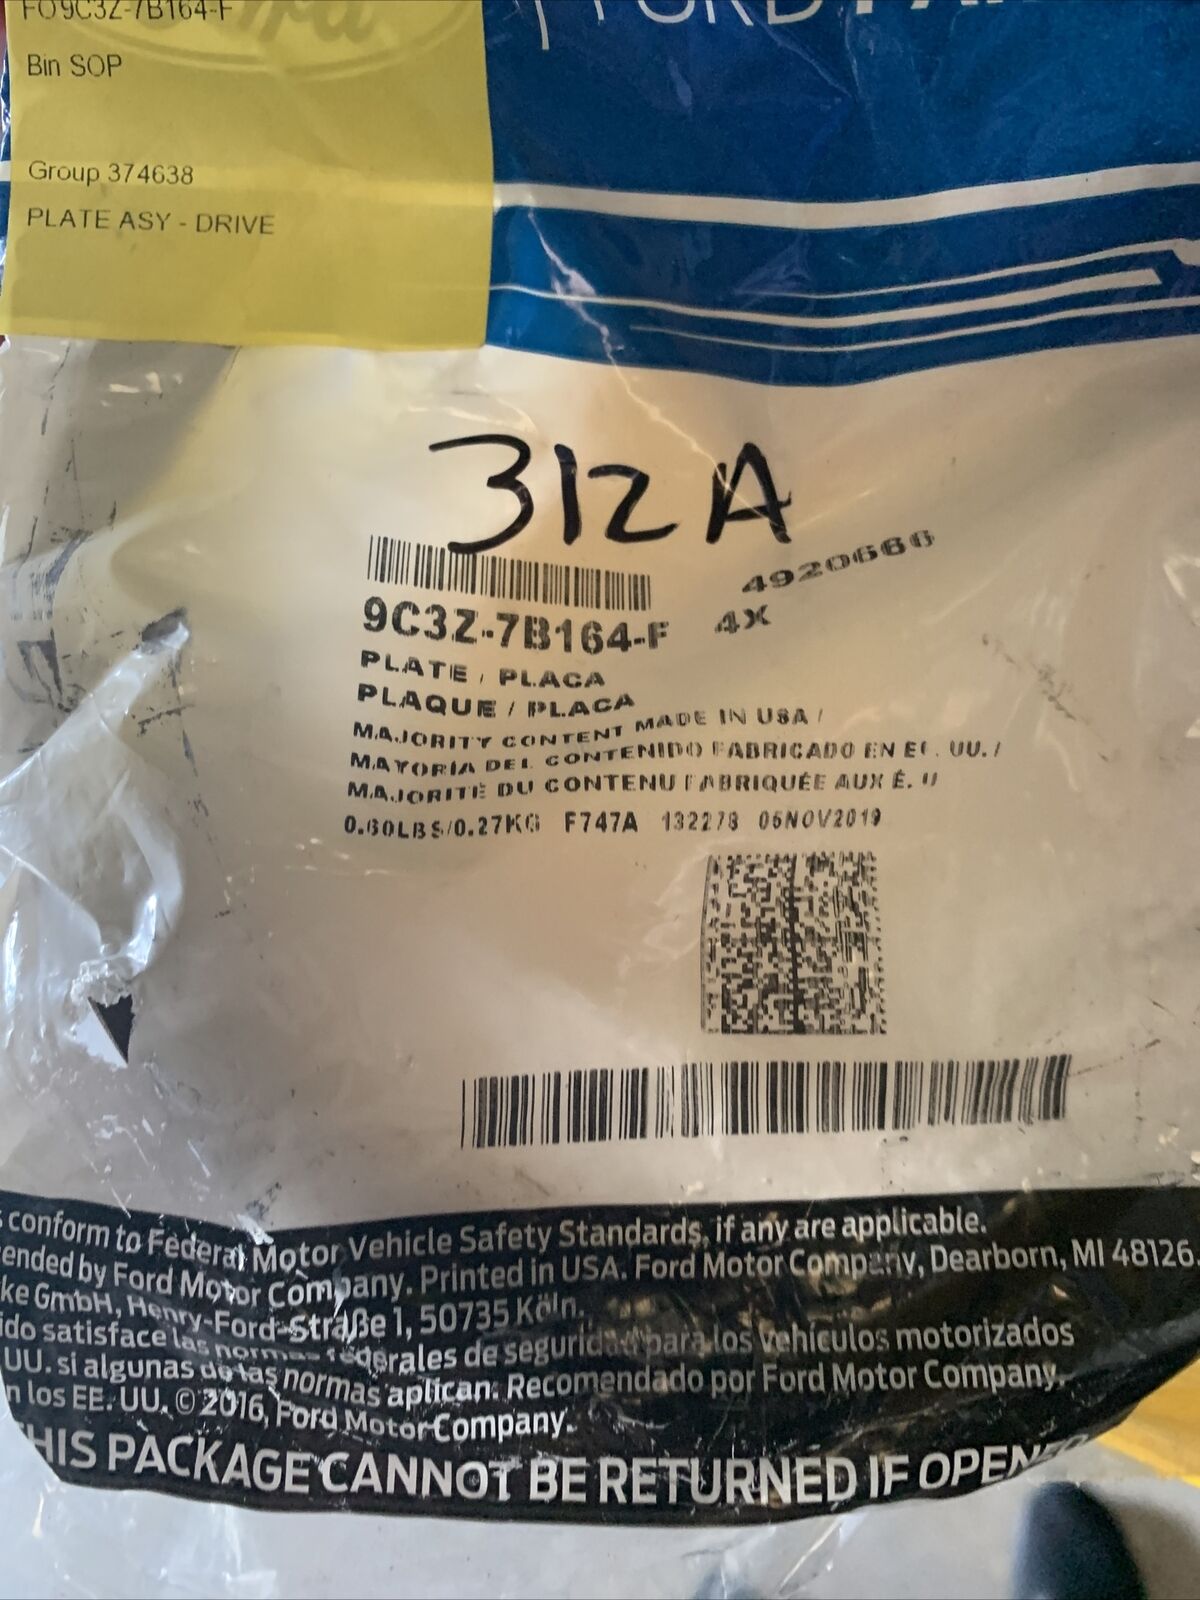 FO9C3Z-7B164-F
Bin SOP
Group 374638
PLATE ASY - DRIVE
Ford
312A
4920686
9C3Z-7B164-F 4X
PLATE / PLACA
PLAQUE / PLACA
MAJORITY CONTENT MADE IN USA /
MAYORIA DEL CONTENIDO FABRICADO EN EE. UU. /
MAJORITÉ DU CONTENU FABRIQUÉE AUX É. U
0.60LBS/0.27KG F747A 132278 06NOV2019
conform to Federal Motor Vehicle Safety Standards, if any are applicable.
ended by Ford Motor Company. Printed in USA. Ford Motor Company, Dearborn, MI 48126.
ke GmbH, Henry-Ford-Straße 1, 50735 Köln.
ido satisface las normas federales de seguridad para los vehículos motorizados
UU. si algunas de las normas aplican. Recomendado por Ford Motor Company,
n los EE. UU. © 2016, Ford Motor Company.
HIS PACKAGE CANNOT BE RETURNED IF OPENED